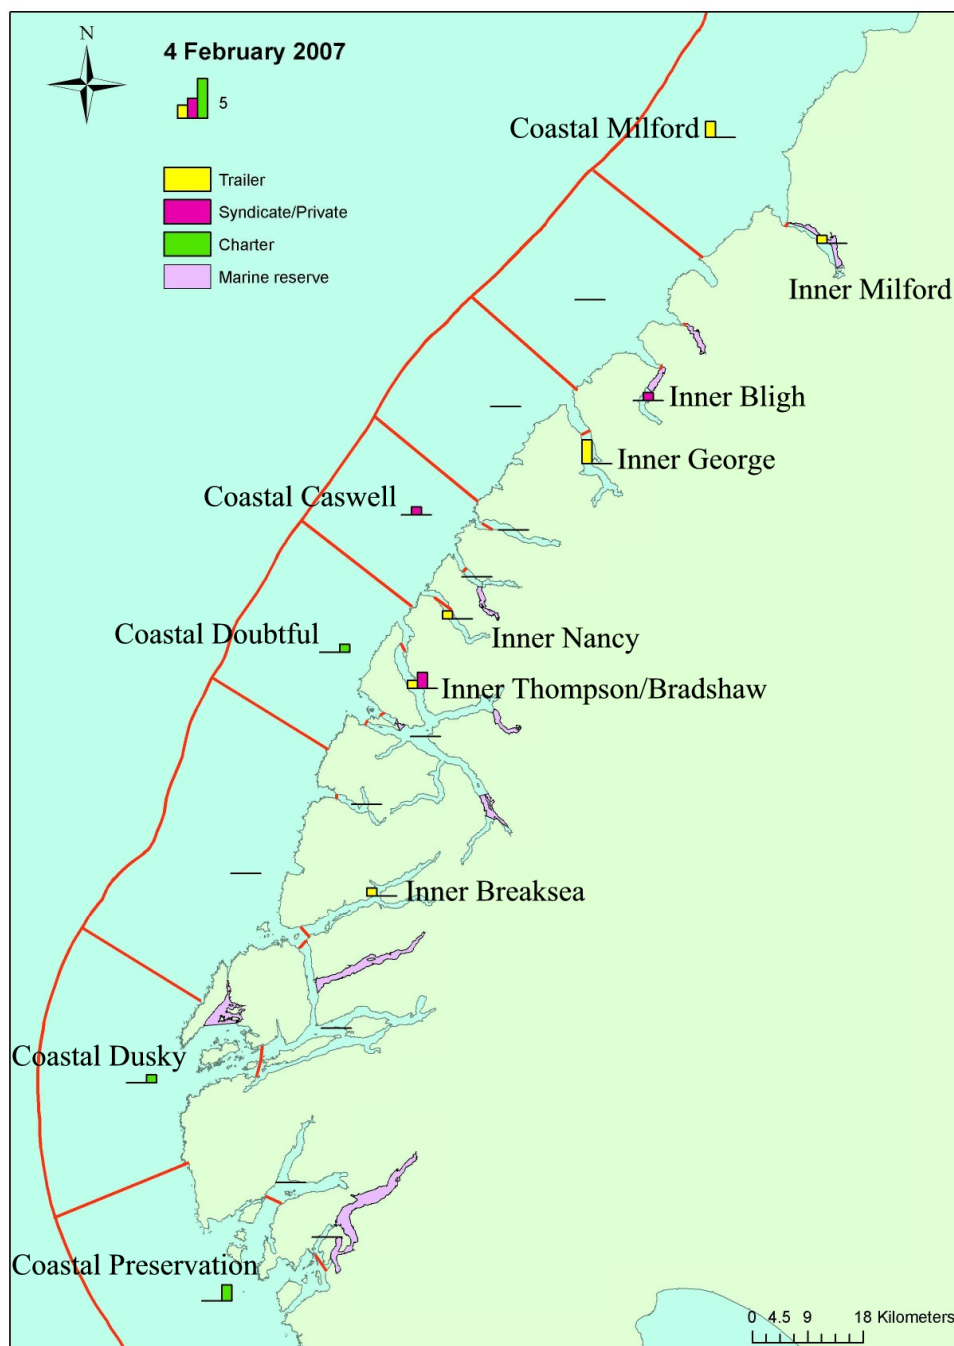 N
4 February 2007
5
Trailer
Syndicate/Private
Charter
Marine reserve
Coastal Milford
Inner Milford
Inner Bligh
Inner George
Coastal Caswell
Coastal Doubtful
Inner Nancy
Inner Thompson/Bradshaw
Inner Breaksea
Coastal Dusky
Coastal Preservation
0 4.5 9 18 Kilometers